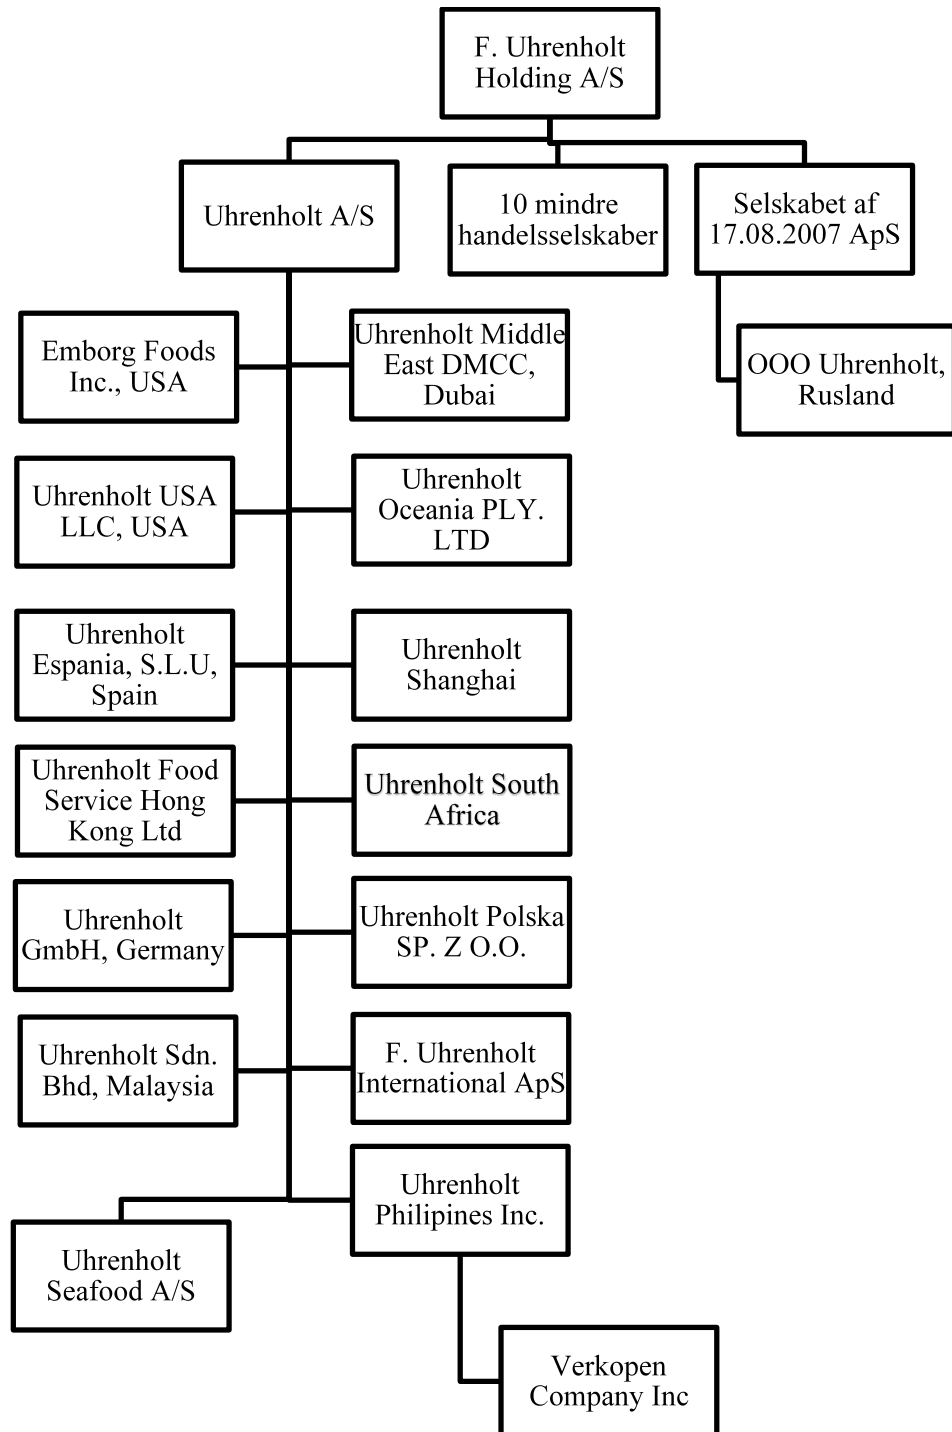 F. Uhrenholt
Holding A/S
Uhrenholt A/S
10 mindre
handelsselskaber
Selskabet af
17.08.2007 ApS
Emborg Foods
Inc., USA
Uhrenholt Middle
East DMCC,
Dubai
OOO Uhrenholt,
Rusland
Uhrenholt USA
LLC, USA
Uhrenholt
Oceania PLY.
LTD
Uhrenholt
Espania, S.L.U,
Spain
Uhrenholt
Shanghai
Uhrenholt Food
Service Hong
Kong Ltd
Uhrenholt South
Africa
Uhrenholt
GmbH, Germany
Uhrenholt Polska
SP. Z O.O.
Uhrenholt Sdn.
Bhd, Malaysia
F. Uhrenholt
International ApS
Uhrenholt
Philipines Inc.
Uhrenholt
Seafood A/S
Verkopen
Company Inc